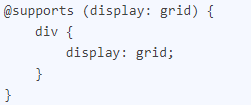 @supports (display: grid) {
    div {
        display: grid;
    }
}